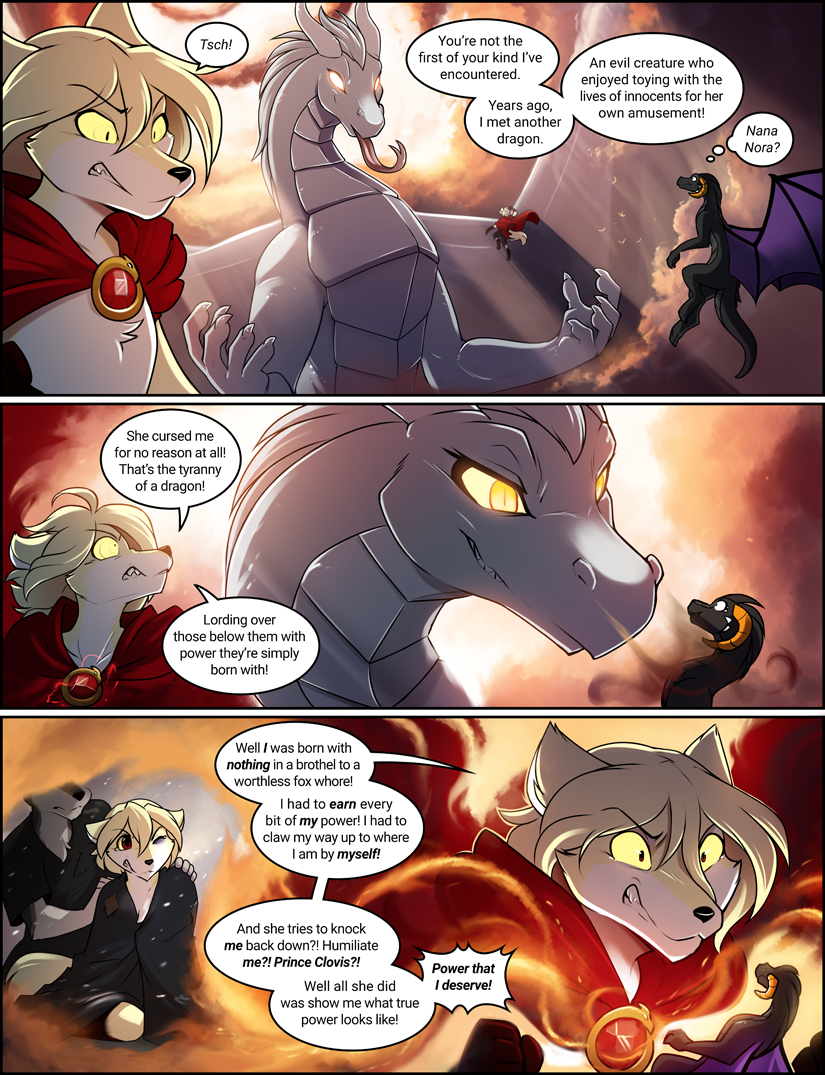 Tsch!
You're not the
first of your kind I've
encountered.
Years ago,
I met another
dragon.
An evil creature who
enjoyed toying with the
lives of innocents for her
own amusement!
Nana
Nora?
She cursed me
for no reason at all!
That's the tyranny
of a dragon!
Lording over
those below them with
power they're simply
born with!
Well I was born with
nothing in a brothel to a
worthless fox whore!
I had to earn every
bit of my power! I had to
claw my way up to where
I am by myself!
And she tries to knock
me back down?! Humiliate
me?! Prince Clovis?!
Well all she did
was show me what true
power looks like!
Power that
I deserve!